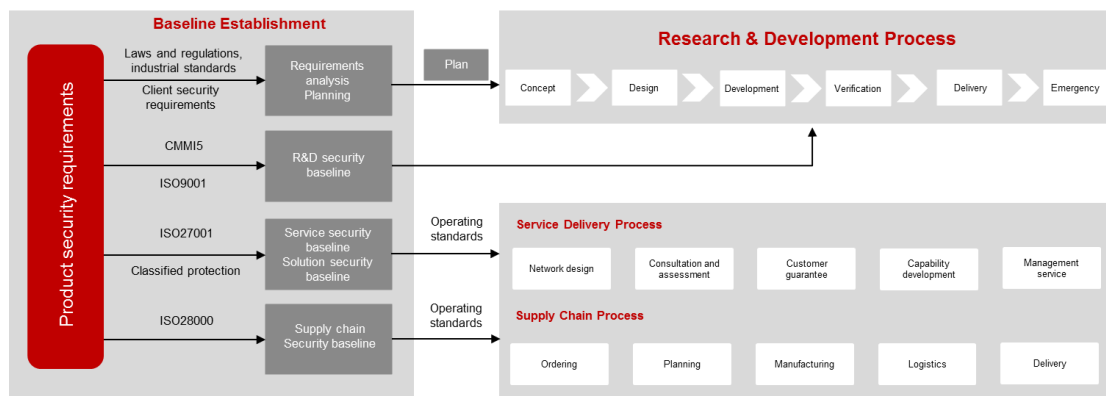 Baseline Establishment
Product security requirements
Laws and regulations,
industrial standards
Client security
requirements
Requirements
analysis
Planning
CMMI5
ISO9001
R&D security
baseline
ISO27001
Classified protection
Service security
baseline
Solution security
baseline
ISO28000
Supply chain
Security baseline
Plan
Operating
standards
Operating
standards
Research & Development Process
Concept
Design
Development
Verification
Delivery
Emergency
Service Delivery Process
Network design
Consultation and
assessment
Customer
guarantee
Capability
development
Management
service
Supply Chain Process
Ordering
Planning
Manufacturing
Logistics
Delivery